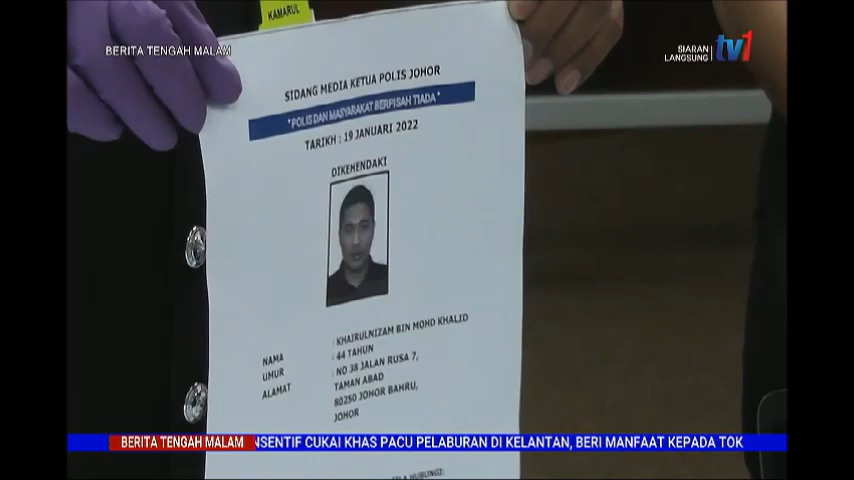 KAMARUL
BERITA TENGAH MALAM
SIARAN
LANGSUNG
tv1
SIDANG MEDIA KETUA POLIS JOHOR
"POLIS DAN MASYARAKAT BERPISAH TIADA"
TARIKH : 19 JANUARI 2022
DIKEHENDAKI
NAMA : KHAIRULNIZAM BIN MOHD KHALID
UMUR : 44 TAHUN
ALAMAT : NO 38 JALAN RUSA 7,
TAMAN ABAD
80250 JOHOR BAHRU,
JOHOR
HUBUNGI:
BERITA TENGAH MALAM
NSENTIF CUKAI KHAS PACU PELABURAN DI KELANTAN, BERI MANFAAT KEPADA TOK